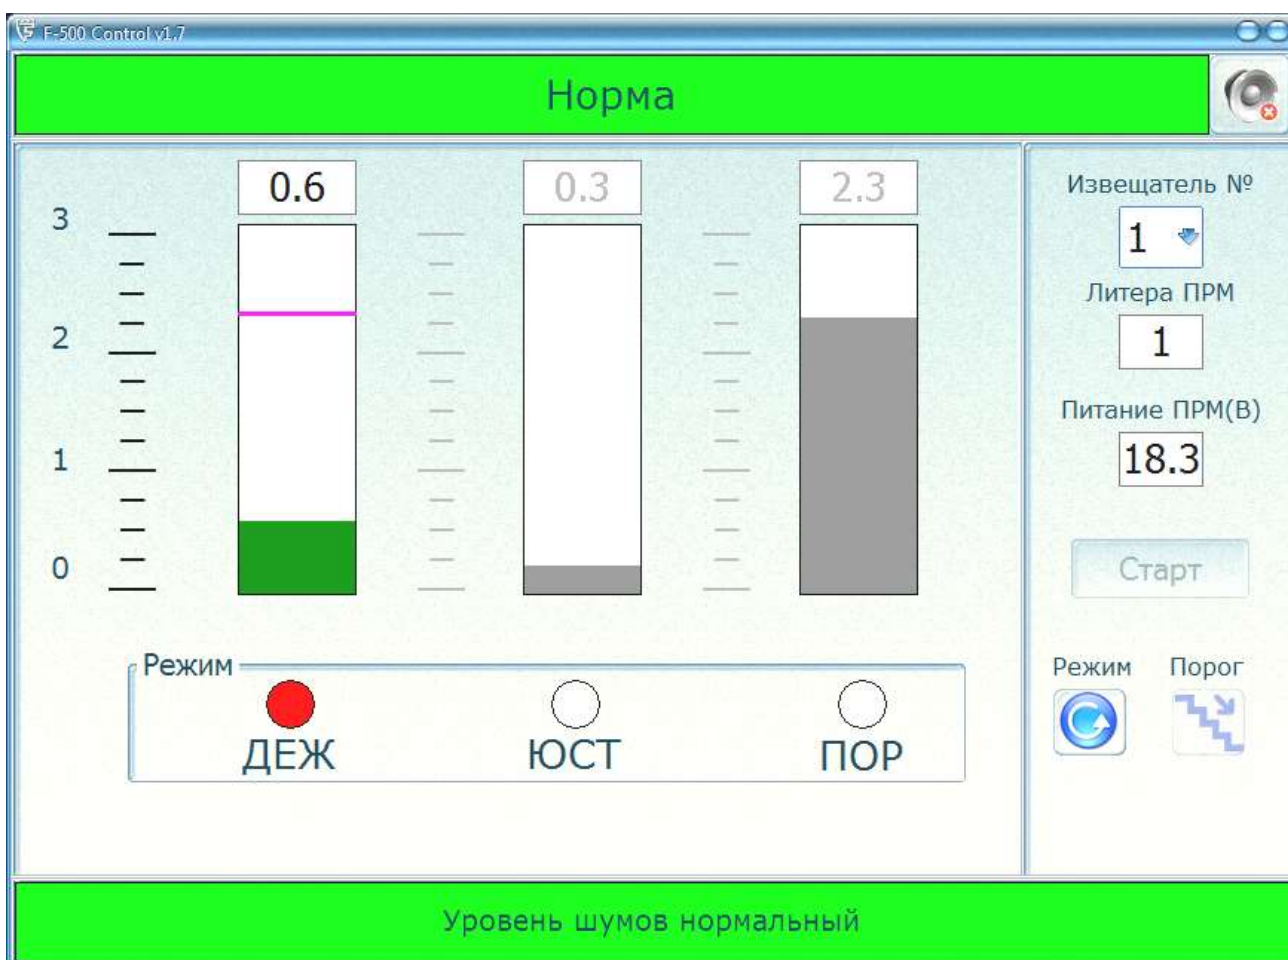 F-500 Control v1.7
Норма
0.6
0.3
2.3
3
2
1
0
Режим
ДЕЖ
ЮСТ
ПОР
Извещатель №
1
Литера ПРМ
1
Питание ПРМ(В)
18.3
Старт
Режим
Порог
Уровень шумов нормальный